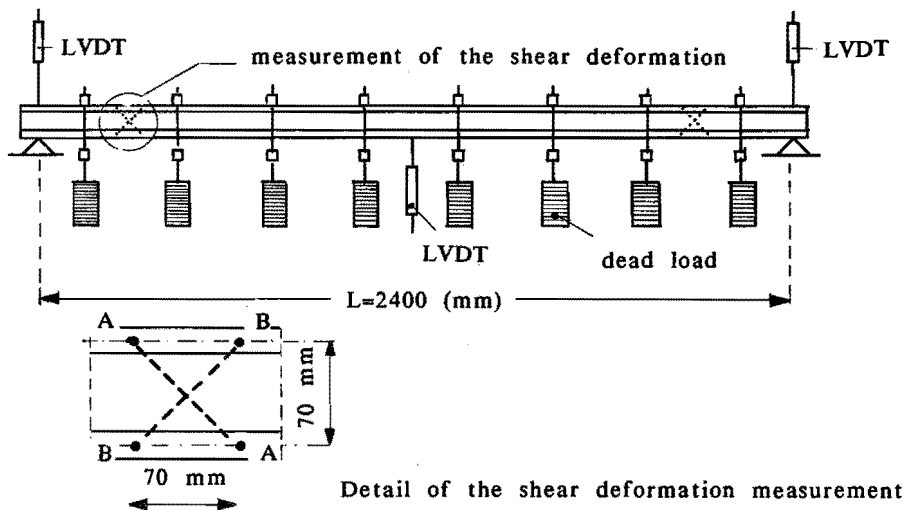 LVDT
measurement of the shear deformation
LVDT
LVDT
dead load
L=2400 (mm)
A
B
70 mm
B
A
70 mm
Detail of the shear deformation measurement